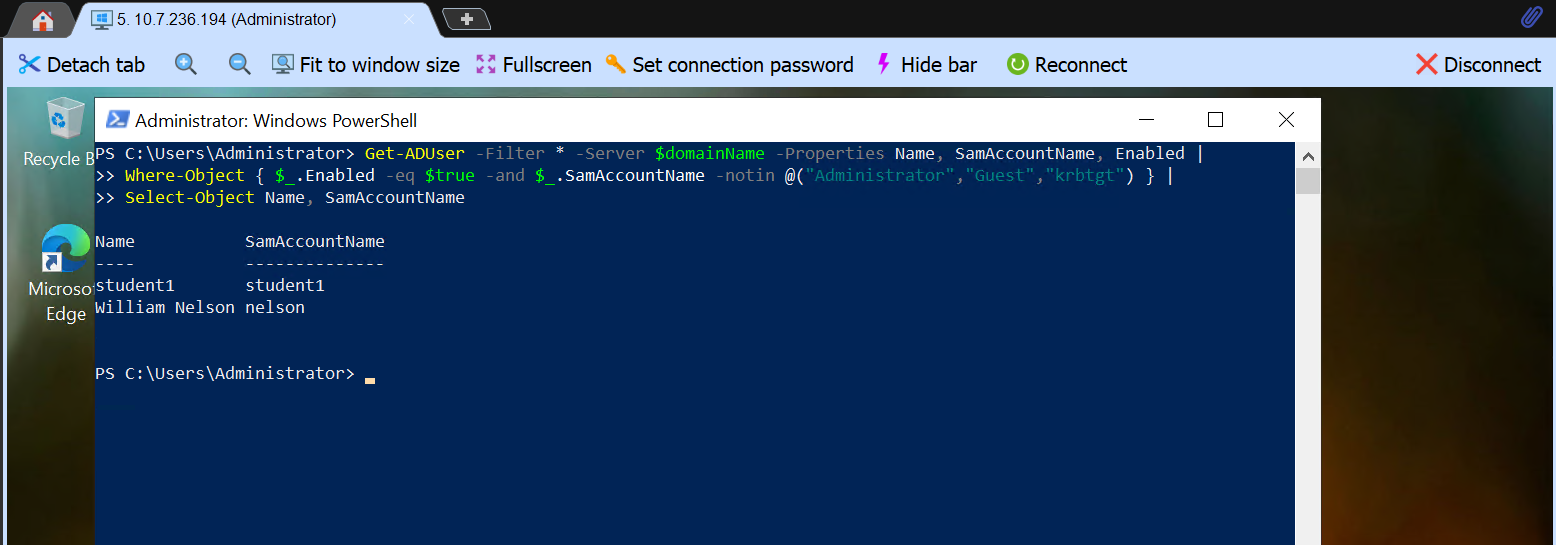 5. 10.7.236.194 (Administrator)
Detach tab Fit to window size Fullscreen Set connection password Hide bar Reconnect Disconnect
Recycle B
Administrator: Windows PowerShell
PS C:\Users\Administrator> Get-ADUser -Filter * -Server $domainName -Properties Name, SamAccountName, Enabled |
>> Where-Object { $_.Enabled -eq $true -and $_.SamAccountName -notin @("Administrator","Guest","krbtgt") } |
>> Select-Object Name, SamAccountName
Name SamAccountName
---- --------------
student1 student1
William Nelson nelson
Microso
Edge
PS C:\Users\Administrator>